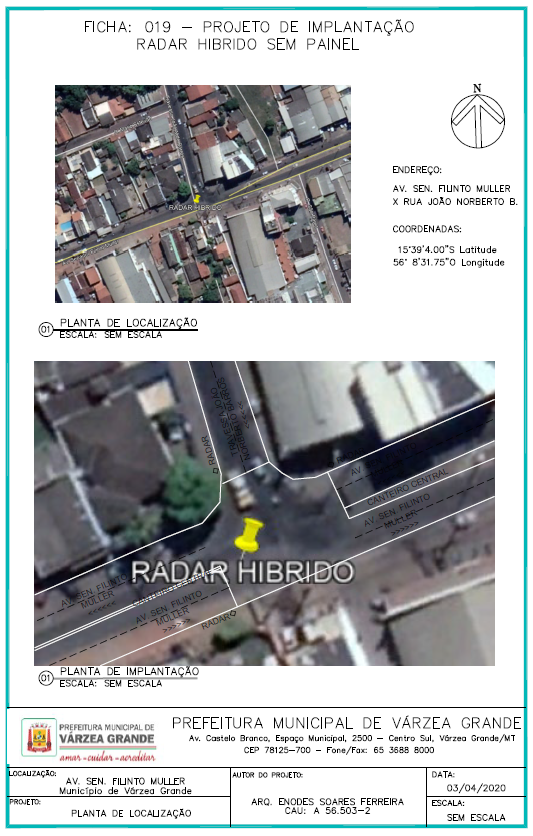 FICHA: 019 – PROJETO DE IMPLANTAÇÃO
RADAR HIBRIDO SEM PAINEL
RADAR HIBRIDO
N
ENDEREÇO:
AV. SEN. FILINTO MULLER
X RUA JOÃO NORBERTO B.
COORDENADAS:
15°39'4.00"S Latitude
56° 8'31.75"O Longitude
01 PLANTA DE LOCALIZAÇÃO
ESCALA: SEM ESCALA
RADAR
AV
CANTEIRO CENTRAL
AV. SEN. FILINTO
MULLER
>>>>>>
RADAR HIBRIDO
AV. SEN. FILINTO
MULLER
<<<<<<
AV. SEN. FILINTO
MULLER
>>>>>>
RADAR
01 PLANTA DE IMPLANTAÇÃO
ESCALA: SEM ESCALA
PREFEITURA MUNICIPAL DE
VÁRZEA GRANDE
amar - cuidar - acreditar
PREFEITURA MUNICIPAL DE VÁRZEA GRANDE
Av. Castelo Branco, Espaço Municipal, 2500 – Centro Sul, Várzea Grande/MT
CEP 78125-700 – Fone/Fax: 65 3688 8000
LOCALIZAÇÃO:
AV. SEN. FILINTO MULLER
Município de Várzea Grande
PROJETO:
PLANTA DE LOCALIZAÇÃO
AUTOR DO PROJETO:
ARQ. ENODES SOARES FERREIRA
CAU: A 56.503-2
DATA:
03/04/2020
ESCALA:
SEM ESCALA